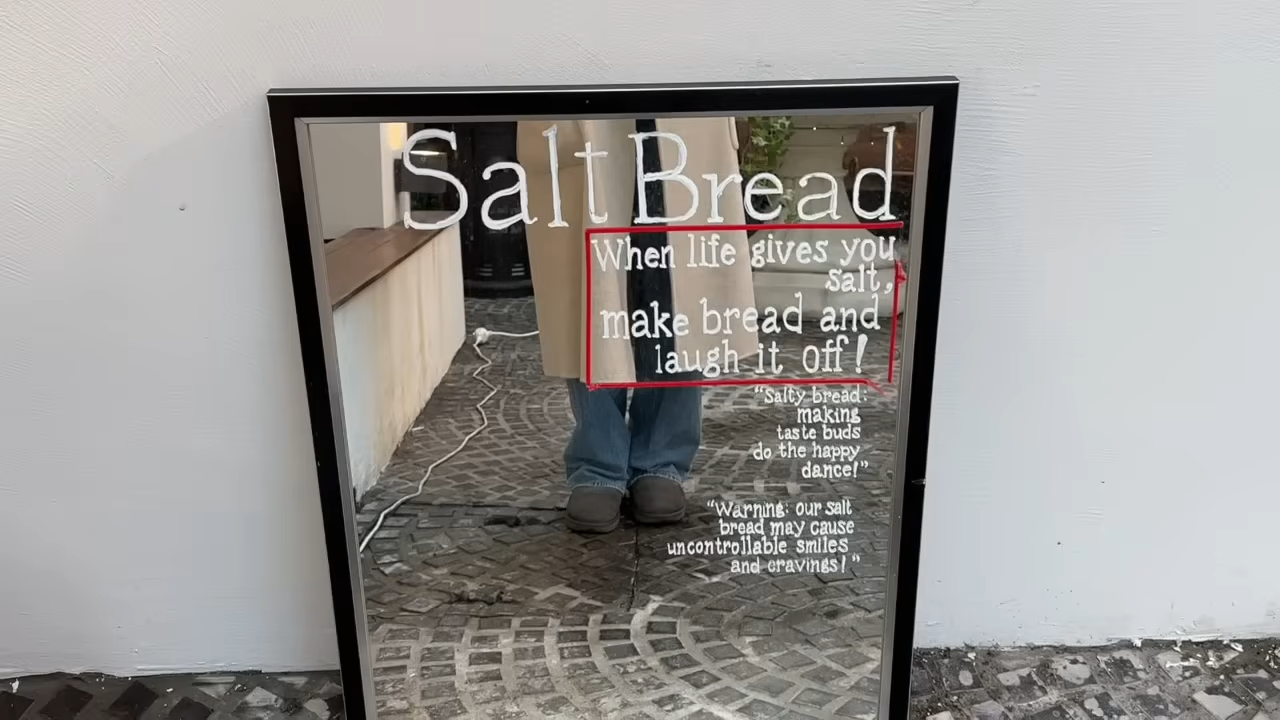 Salt Bread
When life gives you
salt,
make bread and
laugh it off!
"Salty bread:
making
taste buds
do the happy
dance!"
"Warning: our salt
bread may cause
uncontrollable smiles
and cravings!"